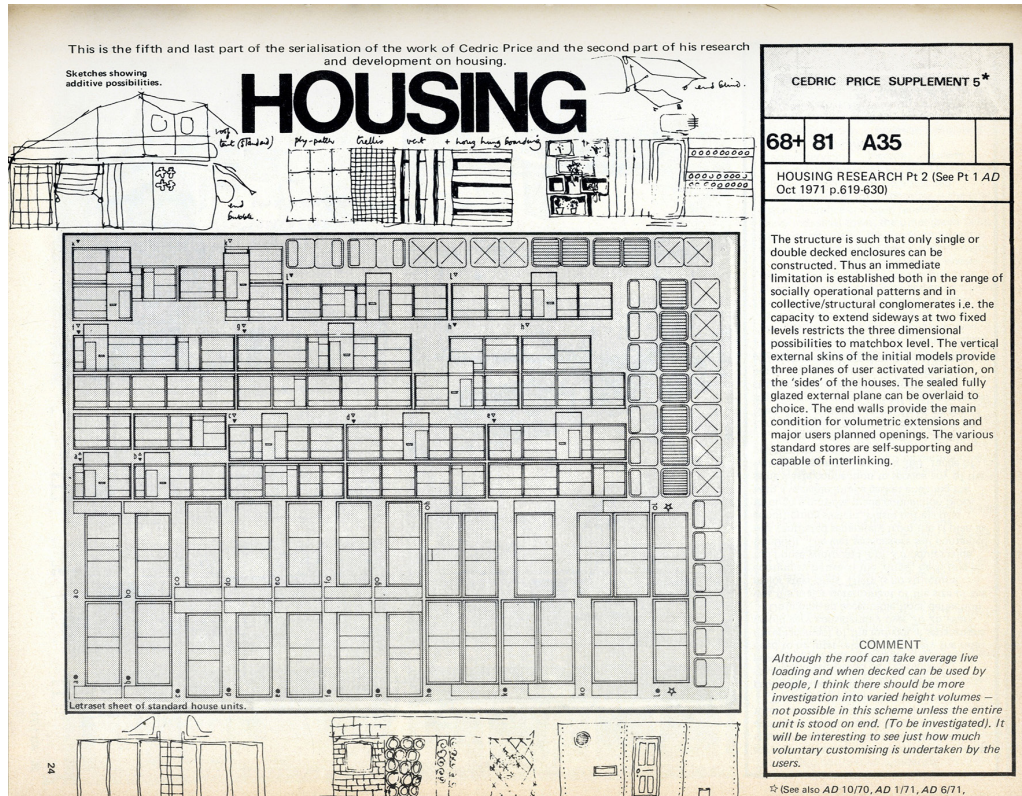 This is the fifth and last part of the serialisation of the work of Cedric Price and the second part of his research
and development on housing.
Sketches showing
additive possibilities.
HOUSING
end blind.
tent (standard)
ply-patch
trellis
vert
+ horiz hung boarding
end
bubble
CEDRIC PRICE SUPPLEMENT 5*
68+ 81 A35
HOUSING RESEARCH Pt 2 (See Pt 1 AD
Oct 1971 p.619-630)
The structure is such that only single or
double decked enclosures can be
constructed. Thus an immediate
limitation is established both in the range of
socially operational patterns and in
collective/structural conglomerates i.e. the
capacity to extend sideways at two fixed
levels restricts the three dimensional
possibilities to matchbox level. The vertical
external skins of the initial models provide
three planes of user activated variation, on
the 'sides' of the houses. The sealed fully
glazed external plane can be overlaid to
choice. The end walls provide the main
condition for volumetric extensions and
major users planned openings. The various
standard stores are self-supporting and
capable of interlinking.
COMMENT
Although the roof can take average live
loading and when decked can be used by
people, I think there should be more
investigation into varied height volumes —
not possible in this scheme unless the entire
unit is stood on end. (To be investigated). It
will be interesting to see just how much
voluntary customising is undertaken by the
users.
Letraset sheet of standard house units.
24
☆ (See also AD 10/70, AD 1/71, AD 6/71,